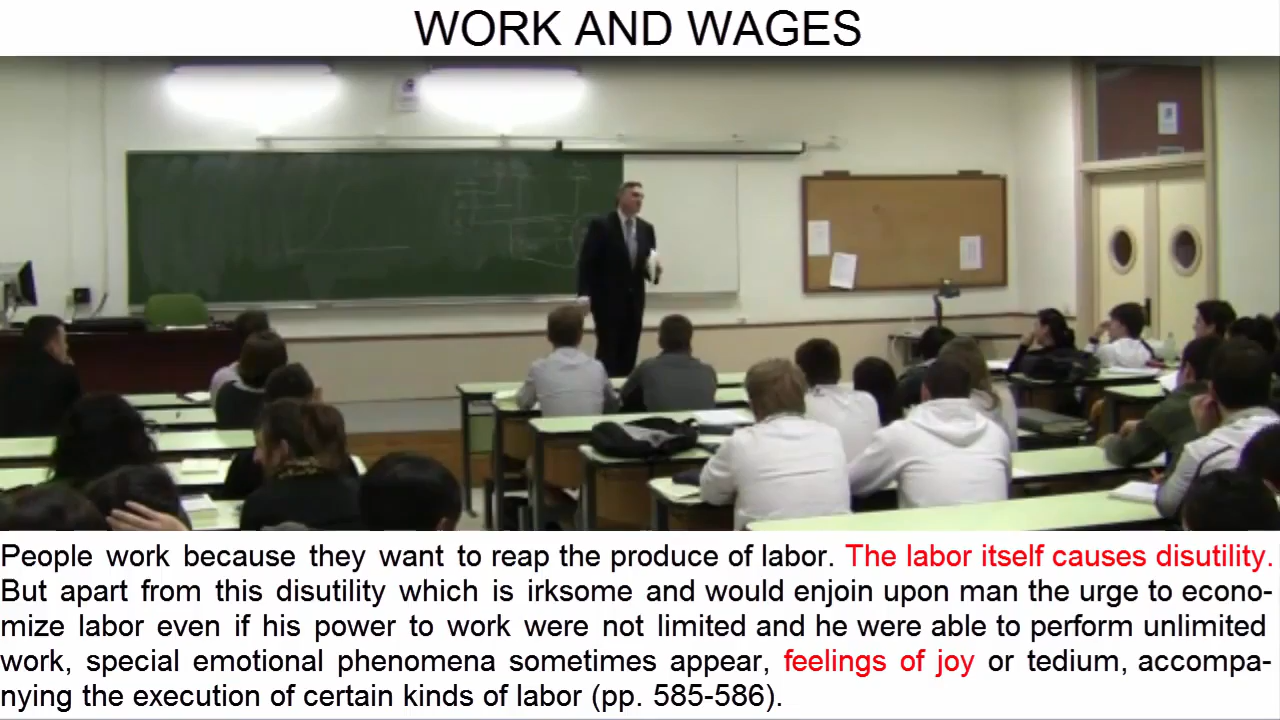 WORK AND WAGES
People work because they want to reap the produce of labor. The labor itself causes disutility.
But apart from this disutility which is irksome and would enjoin upon man the urge to econo-
mize labor even if his power to work were not limited and he were able to perform unlimited
work, special emotional phenomena sometimes appear, feelings of joy or tedium, accompa-
nying the execution of certain kinds of labor (pp. 585-586).